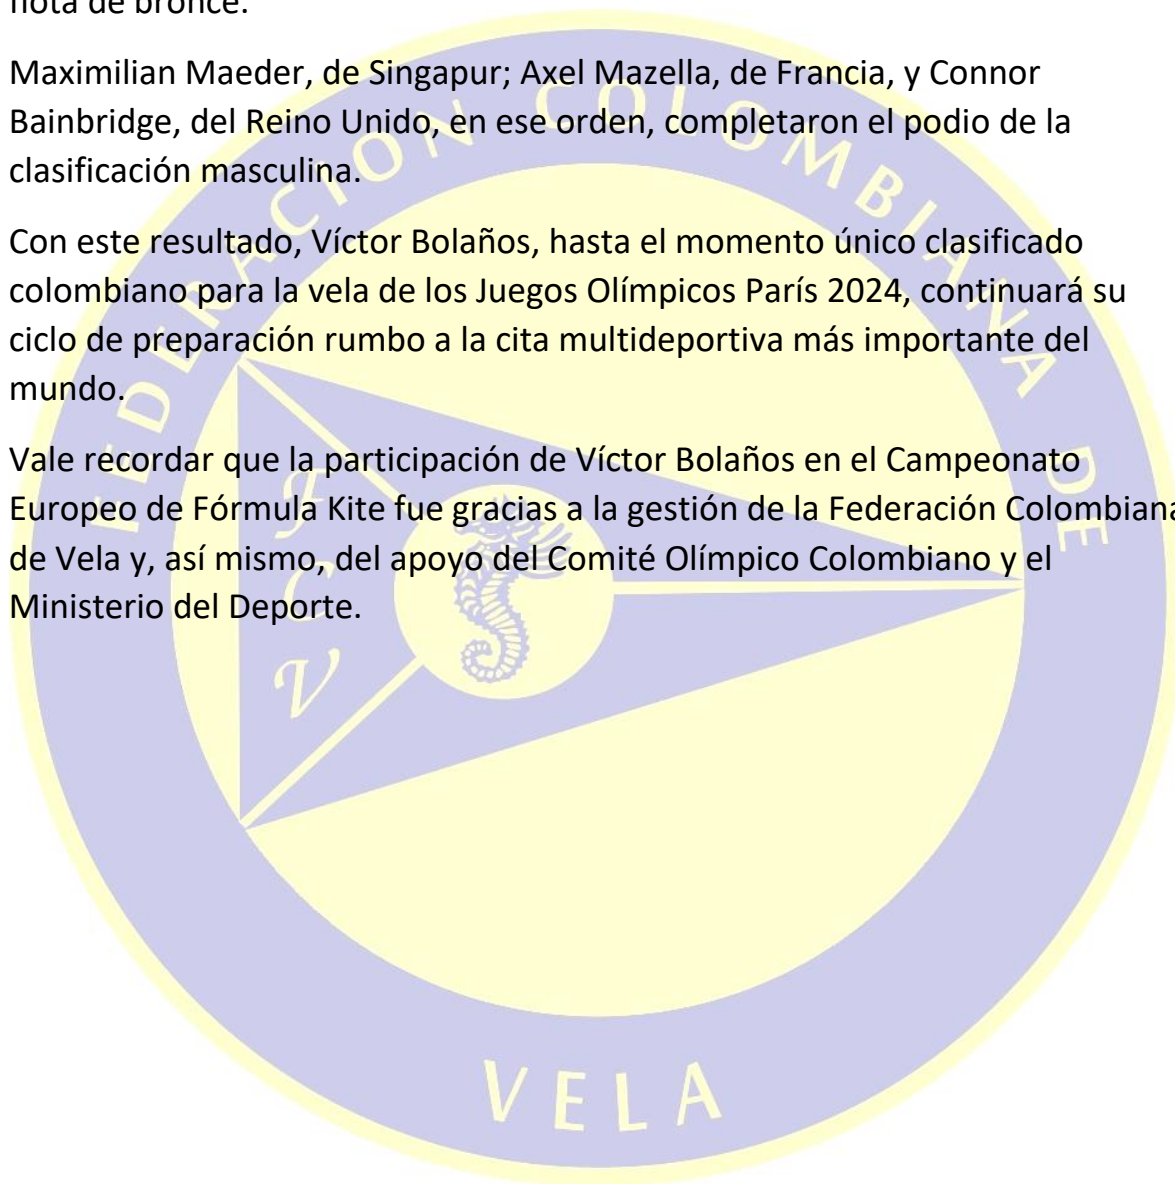 flota de bronce.
Maximilian Maeder, de Singapur; Axel Mazella, de Francia, y Connor
Bainbridge, del Reino Unido, en ese orden, completaron el podio de la
clasificación masculina.
Con este resultado, Víctor Bolaños, hasta el momento único clasificado
colombiano para la vela de los Juegos Olímpicos París 2024, continuará su
ciclo de preparación rumbo a la cita multideportiva más importante del
mundo.
Vale recordar que la participación de Víctor Bolaños en el Campeonato
Europeo de Fórmula Kite fue gracias a la gestión de la Federación Colombiana
de Vela y, así mismo, del apoyo del Comité Olímpico Colombiano y el
Ministerio del Deporte.
FEDERACION COLOMBIANA DE
VELA